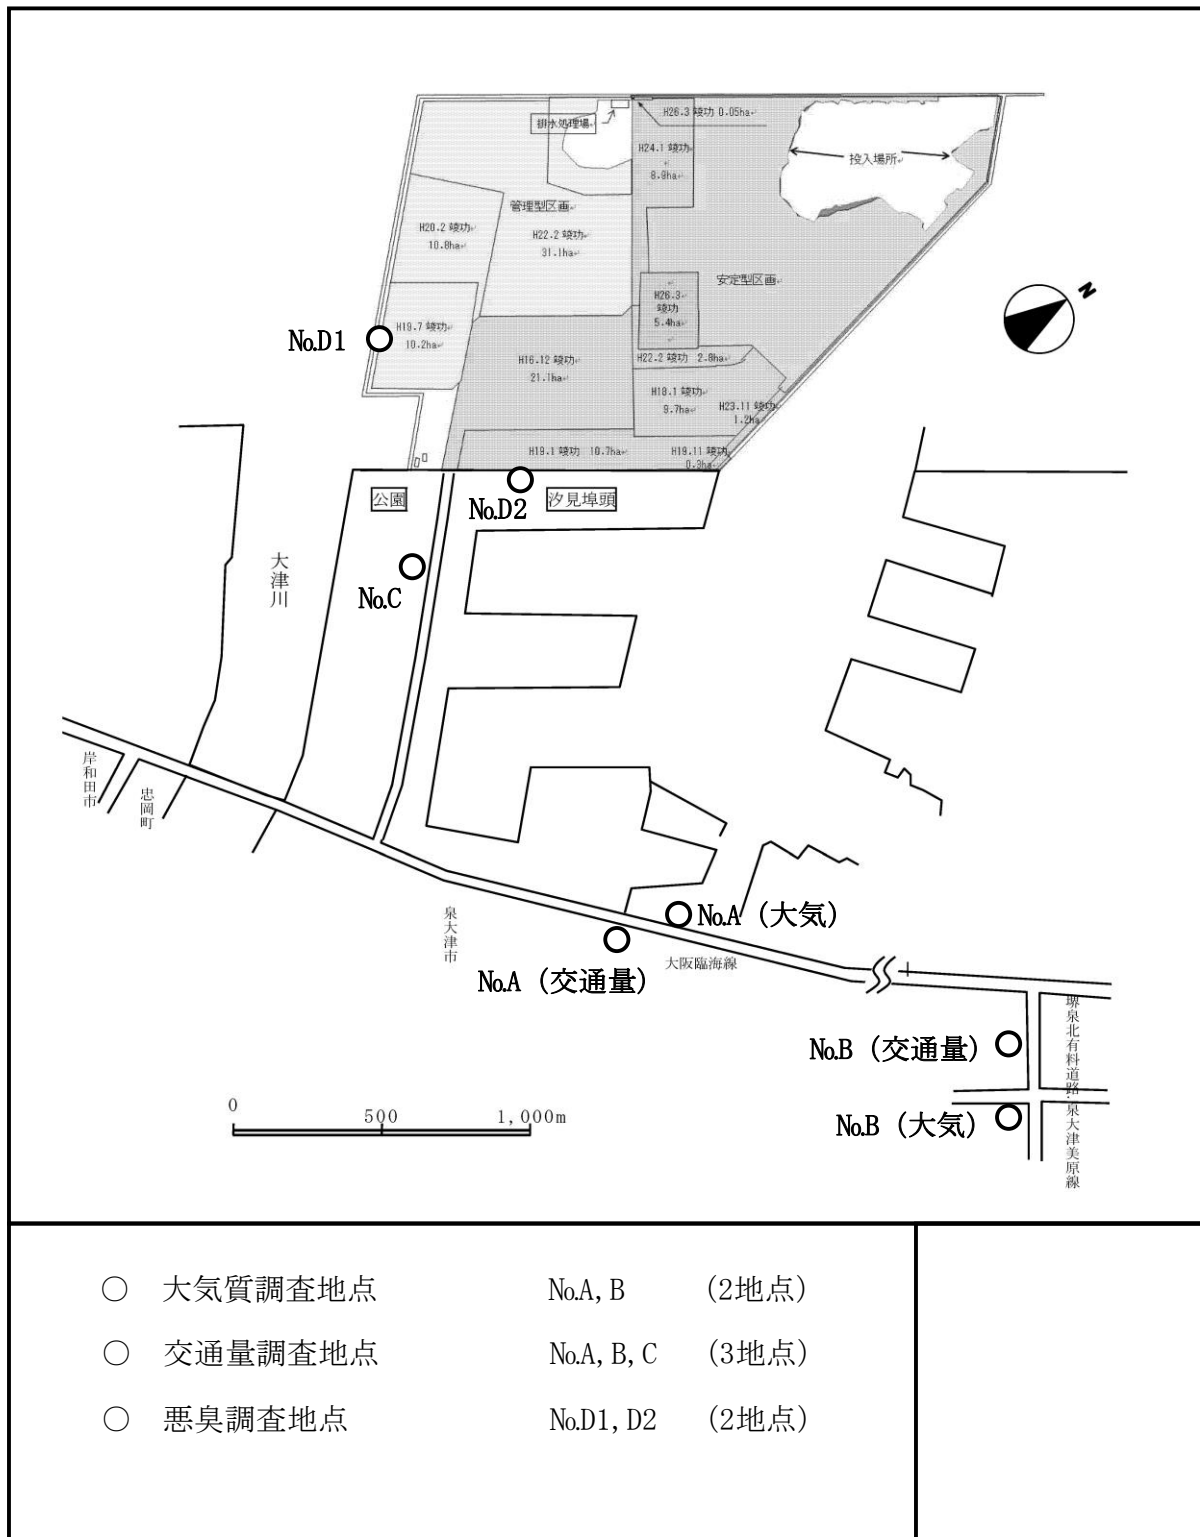 H26.3 竣功 0.05ha
排水処理場
H24.1 竣功
8.9ha
投入場所
管理型区画
H20.2 竣功
10.8ha
H22.2 竣功
31.1ha
安定型区画
H26.3
竣功
5.4ha
N
No.D1
H19.7 竣功
10.2ha
H16.12 竣功
21.1ha
H22.2 竣功 2.8ha
H18.1 竣功
9.7ha
H23.11 竣功
1.2ha
H19.1 竣功 10.7ha
H19.11 竣功
0.3ha
公園
No.D2
汐見埠頭
大津川
No.C
岸和田市
忠岡町
泉大津市
No.A（大気）
No.A（交通量）
大阪臨海線
No.B（交通量）
No.B（大気）
堺泉北有料道路・泉大津美原線
0 500 1,000m
○ 大気質調査地点 No.A, B （2地点）
○ 交通量調査地点 No.A, B, C （3地点）
○ 悪臭調査地点 No.D1, D2 （2地点）